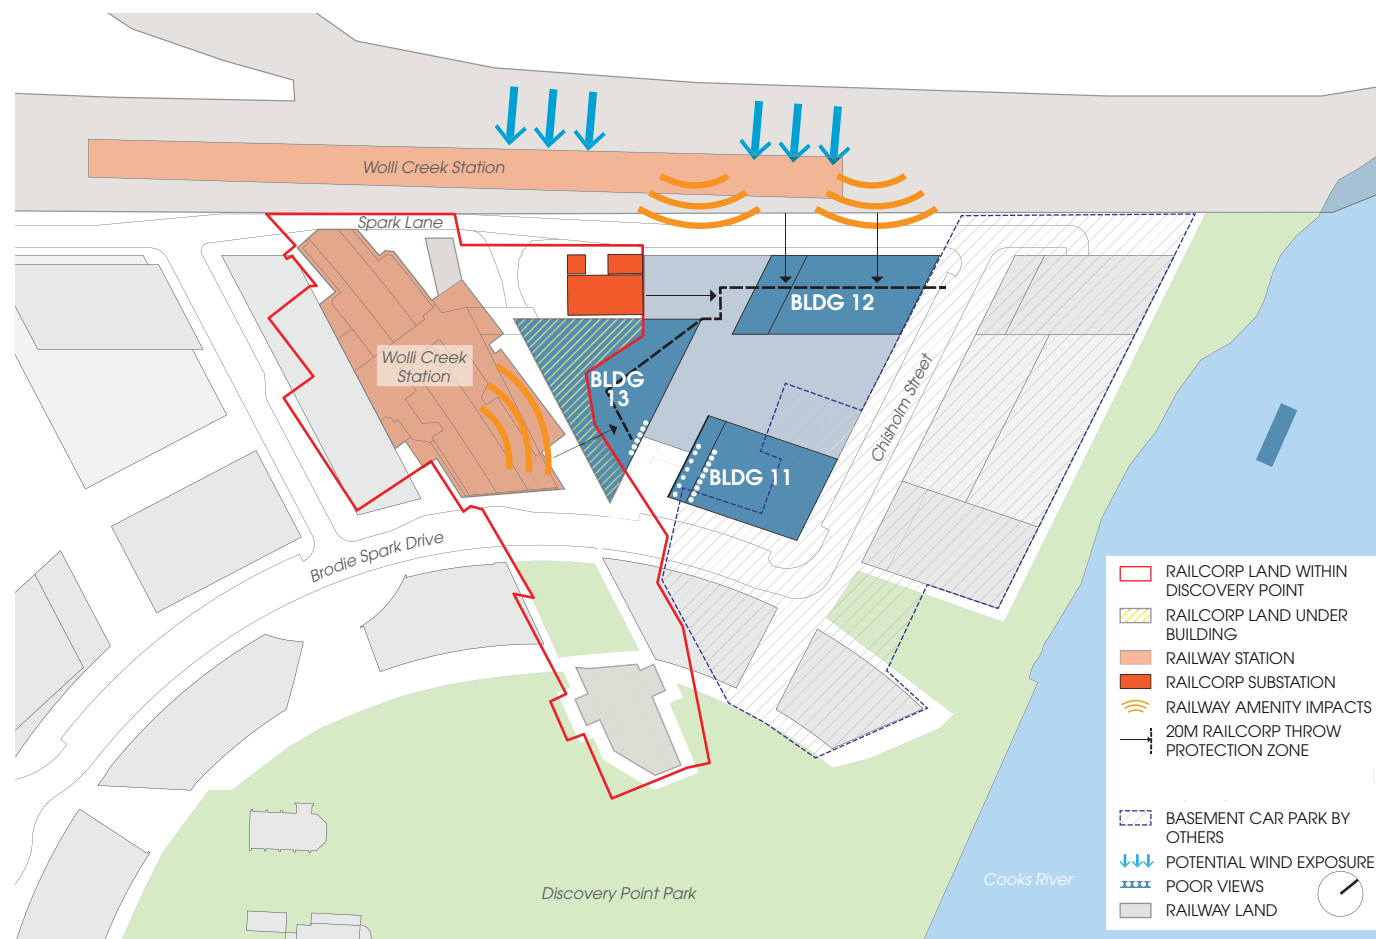 Wolli Creek Station
Spark Lane
BLDG 12
Wolli Creek
Station
BLDG
13
Chisholm Street
BLDG 11
Brodie Spark Drive
RAILCORP LAND WITHIN
DISCOVERY POINT
RAILCORP LAND UNDER
BUILDING
RAILWAY STATION
RAILCORP SUBSTATION
RAILWAY AMENITY IMPACTS
20M RAILCORP THROW
PROTECTION ZONE
BASEMENT CAR PARK BY
OTHERS
POTENTIAL WIND EXPOSURE
POOR VIEWS
RAILWAY LAND
Cooks River
Discovery Point Park